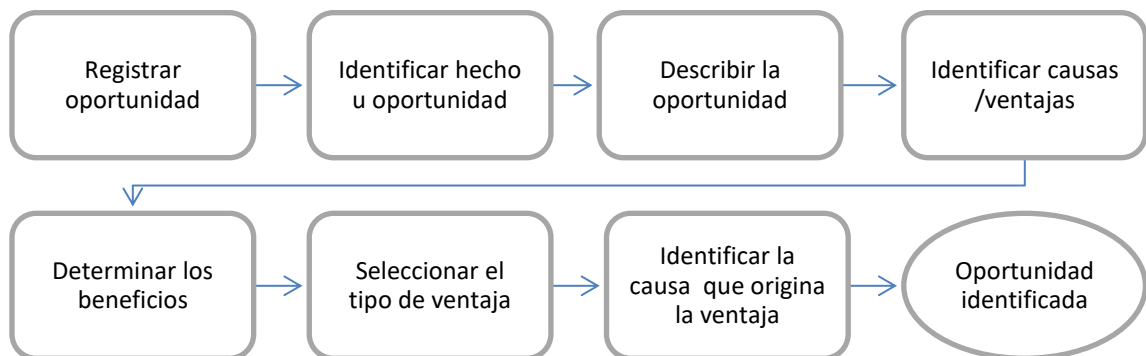 Registrar
oportunidad
Identificar hecho
u oportunidad
Describir la
oportunidad
Identificar causas
/ventajas
Determinar los
beneficios
Seleccionar el
tipo de ventaja
Identificar la
causa que origina
la ventaja
Oportunidad
identificada